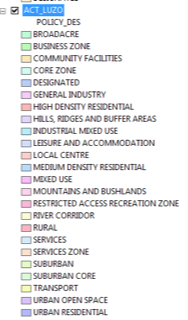 ACT_LUZO
POLICY_DES
BROADACRE
BUSINESS ZONE
COMMUNITY FACILITIES
CORE ZONE
DESIGNATED
GENERAL INDUSTRY
HIGH DENSITY RESIDENTIAL
HILLS, RIDGES AND BUFFER AREAS
INDUSTRIAL MIXED USE
LEISURE AND ACCOMMODATION
LOCAL CENTRE
MEDIUM DENSITY RESIDENTIAL
MIXED USE
MOUNTAINS AND BUSHLANDS
RESTRICTED ACCESS RECREATION ZONE
RIVER CORRIDOR
RURAL
SERVICES
SERVICES ZONE
SUBURBAN
SUBURBAN CORE
TRANSPORT
URBAN OPEN SPACE
URBAN RESIDENTIAL